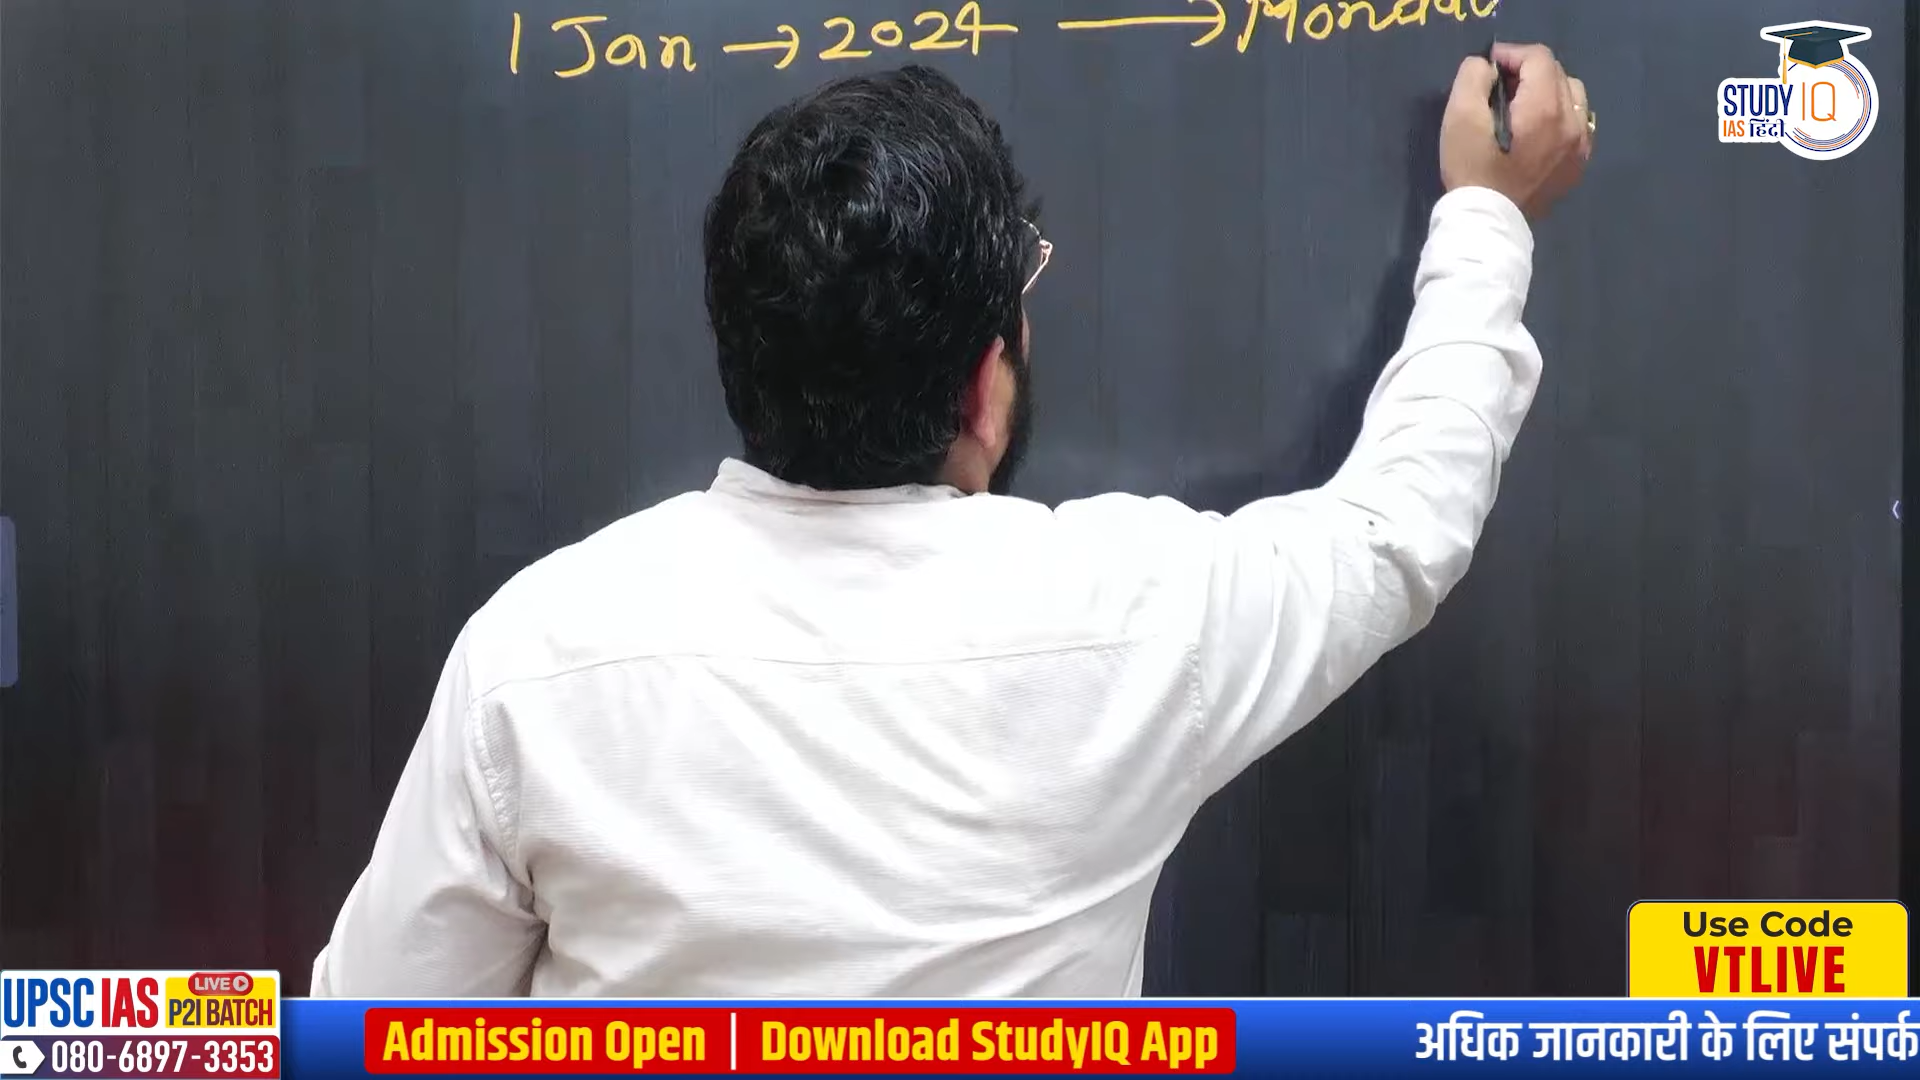 1 Jan → 2024 → Monday
STUDY IQ
IAS हिंदी
Use Code
VTLIVE
UPSC IAS LIVE P2I BATCH
080-6897-3353
Admission Open | Download StudyIQ App
अधिक जानकारी के लिए संपर्क